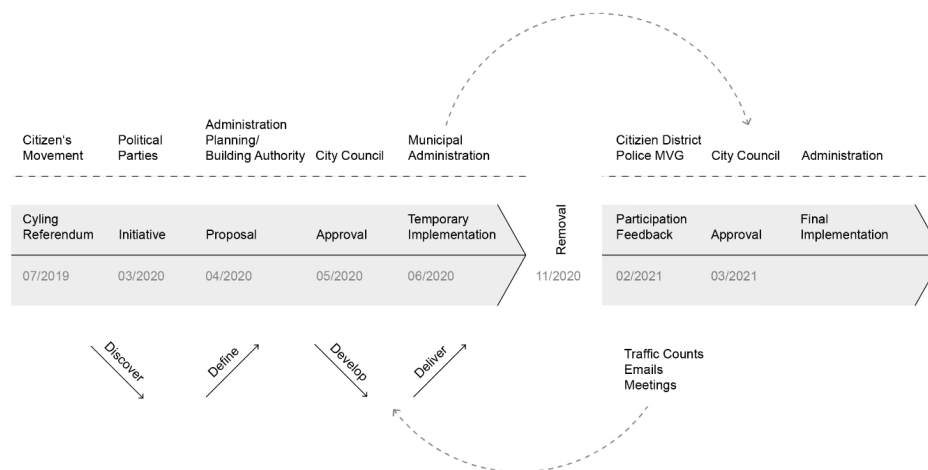 Citizen's
Movement
Political
Parties
Administration
Planning/
Building Authority
City Council
Municipal
Administration
Citizien District
Police MVG
City Council
Administration
Cyling
Referendum
Initiative
Proposal
Approval
Temporary
Implementation
Removal
Participation
Feedback
Approval
Final
Implementation
07/2019
03/2020
04/2020
05/2020
06/2020
11/2020
02/2021
03/2021
Discover
Define
Develop
Deliver
Traffic Counts
Emails
Meetings